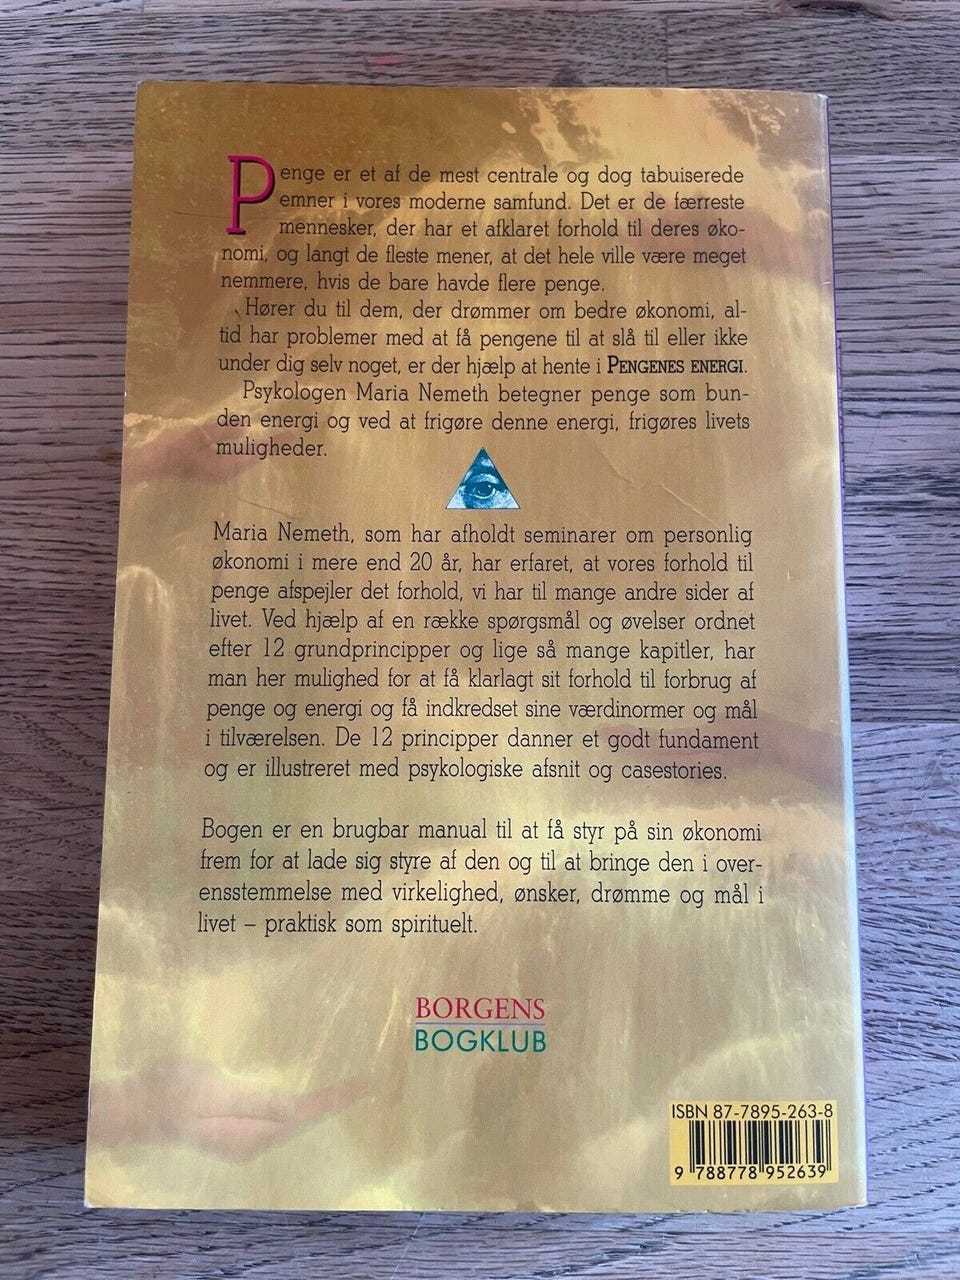 Penge er et af de mest centrale og dog tabuiserede
emner i vores moderne samfund. Det er de færreste
mennesker, der har et afklaret forhold til deres øko-
nomi, og langt de fleste mener, at det hele ville være meget
nemmere, hvis de bare havde flere penge.
Hører du til dem, der drømmer om bedre økonomi, al-
tid har problemer med at få pengene til at slå til eller ikke
under dig selv noget, er der hjælp at hente i PENGENES ENERGI.
Psykologen Maria Nemeth betegner penge som bun-
den energi og ved at frigøre denne energi, frigøres livets
muligheder.
Maria Nemeth, som har afholdt seminarer om personlig
økonomi i mere end 20 år, har erfaret, at vores forhold til
penge afspejler det forhold, vi har til mange andre sider af
livet. Ved hjælp af en række spørgsmål og øvelser ordnet
efter 12 grundprincipper og lige så mange kapitler, har
man her mulighed for at få klarlagt sit forhold til forbrug af
penge og energi og få indkredset sine værdinormer og mål
i tilværelsen. De 12 principper danner et godt fundament
og er illustreret med psykologiske afsnit og casestories.
Bogen er en brugbar manual til at få styr på sin økonomi
frem for at lade sig styre af den og til at bringe den i over-
ensstemmelse med virkelighed, ønsker, drømme og mål i
livet – praktisk som spirituelt.
BORGENS
BOGKLUB
ISBN 87-7895-263-8
9 788778 952639